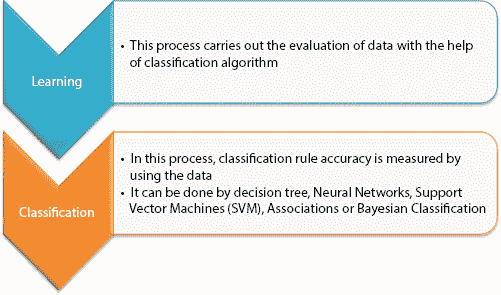 Learning
• This process carries out the evaluation of data with the help
of classification algorithm
Classification
• In this process, classification rule accuracy is measured by
using the data
• It can be done by decision tree, Neural Networks, Support
Vector Machines (SVM), Associations or Bayesian Classification